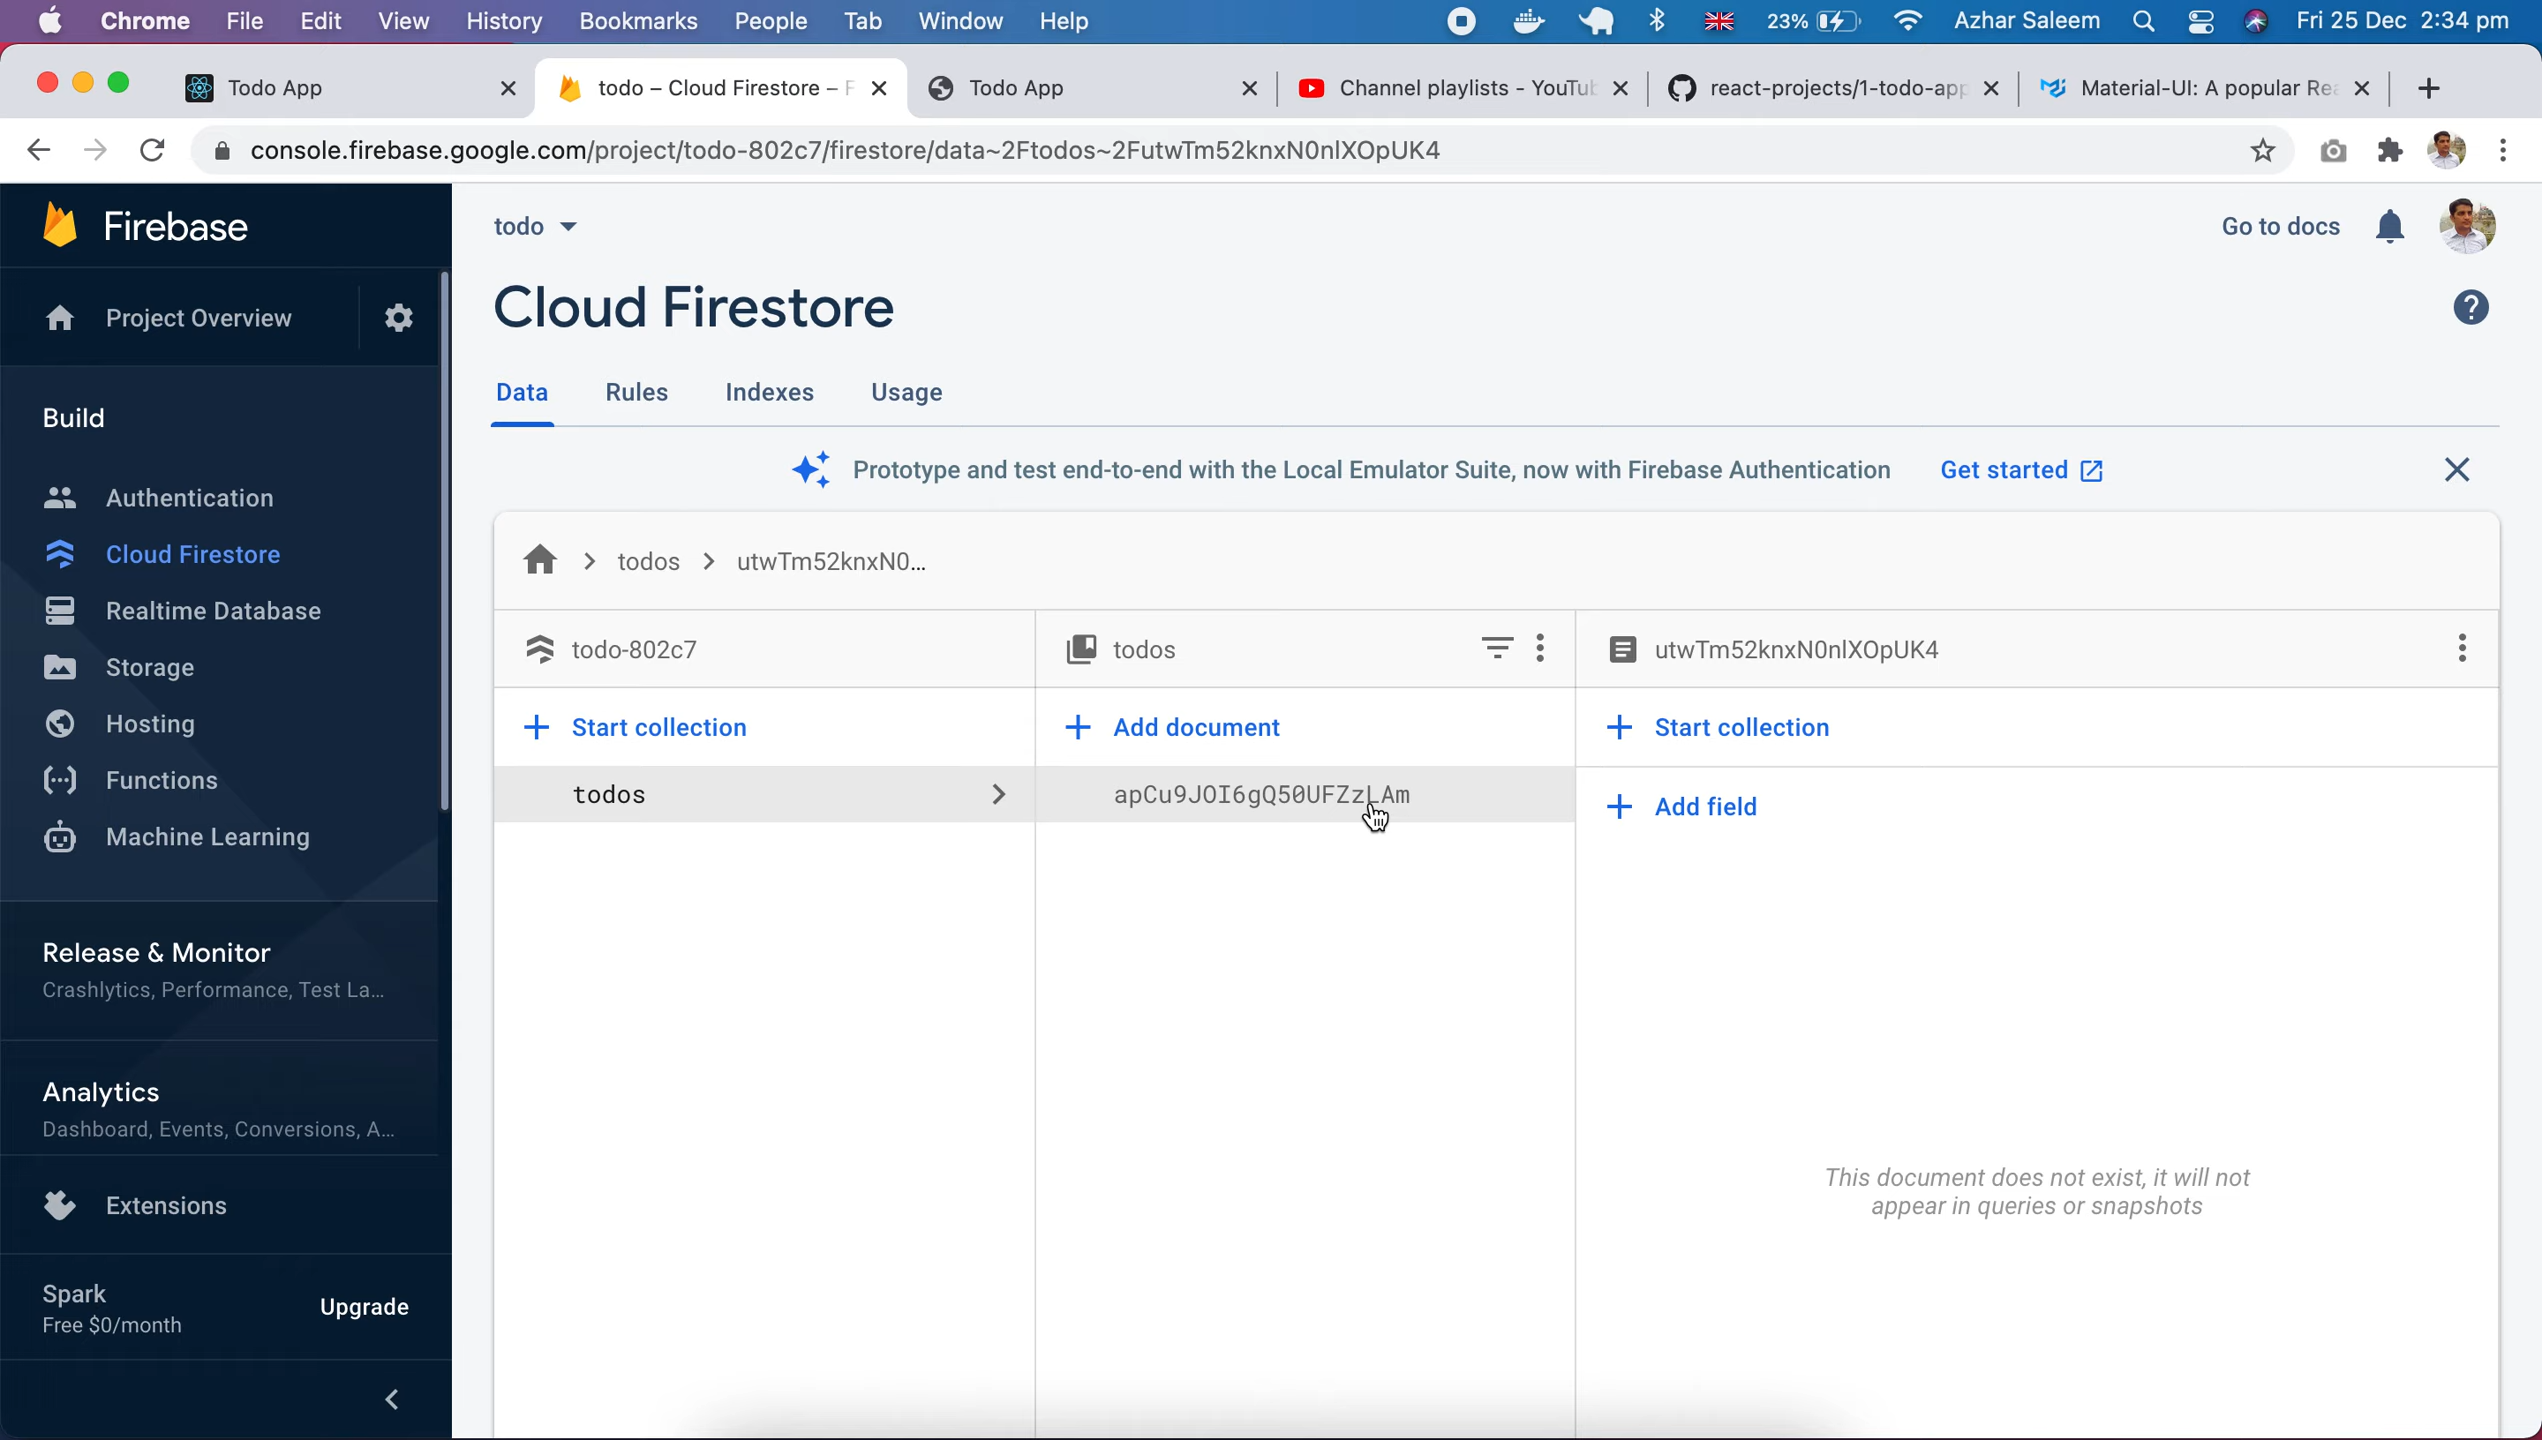 Chrome File Edit View History Bookmarks People Tab Window Help 23% Azhar Saleem Fri 25 Dec 2:34 pm
Todo App todo – Cloud Firestore – F Todo App Channel playlists - YouTub react-projects/1-todo-app Material-UI: A popular Rea
console.firebase.google.com/project/todo-802c7/firestore/data~2Ftodos~2FutwTm52knxN0nlXOpUK4
Firebase
Project Overview
Build
Authentication
Cloud Firestore
Realtime Database
Storage
Hosting
Functions
Machine Learning
Release & Monitor
Crashlytics, Performance, Test La...
Analytics
Dashboard, Events, Conversions, A...
Extensions
Spark
Free $0/month
Upgrade
todo
Go to docs
Cloud Firestore
Data Rules Indexes Usage
Prototype and test end-to-end with the Local Emulator Suite, now with Firebase Authentication Get started
todos utwTm52knxN0...
todo-802c7
Start collection
todos
todos
Add document
apCu9JOI6gQ50UFZzLAm
utwTm52knxN0nlXOpUK4
Start collection
Add field
This document does not exist, it will not
appear in queries or snapshots